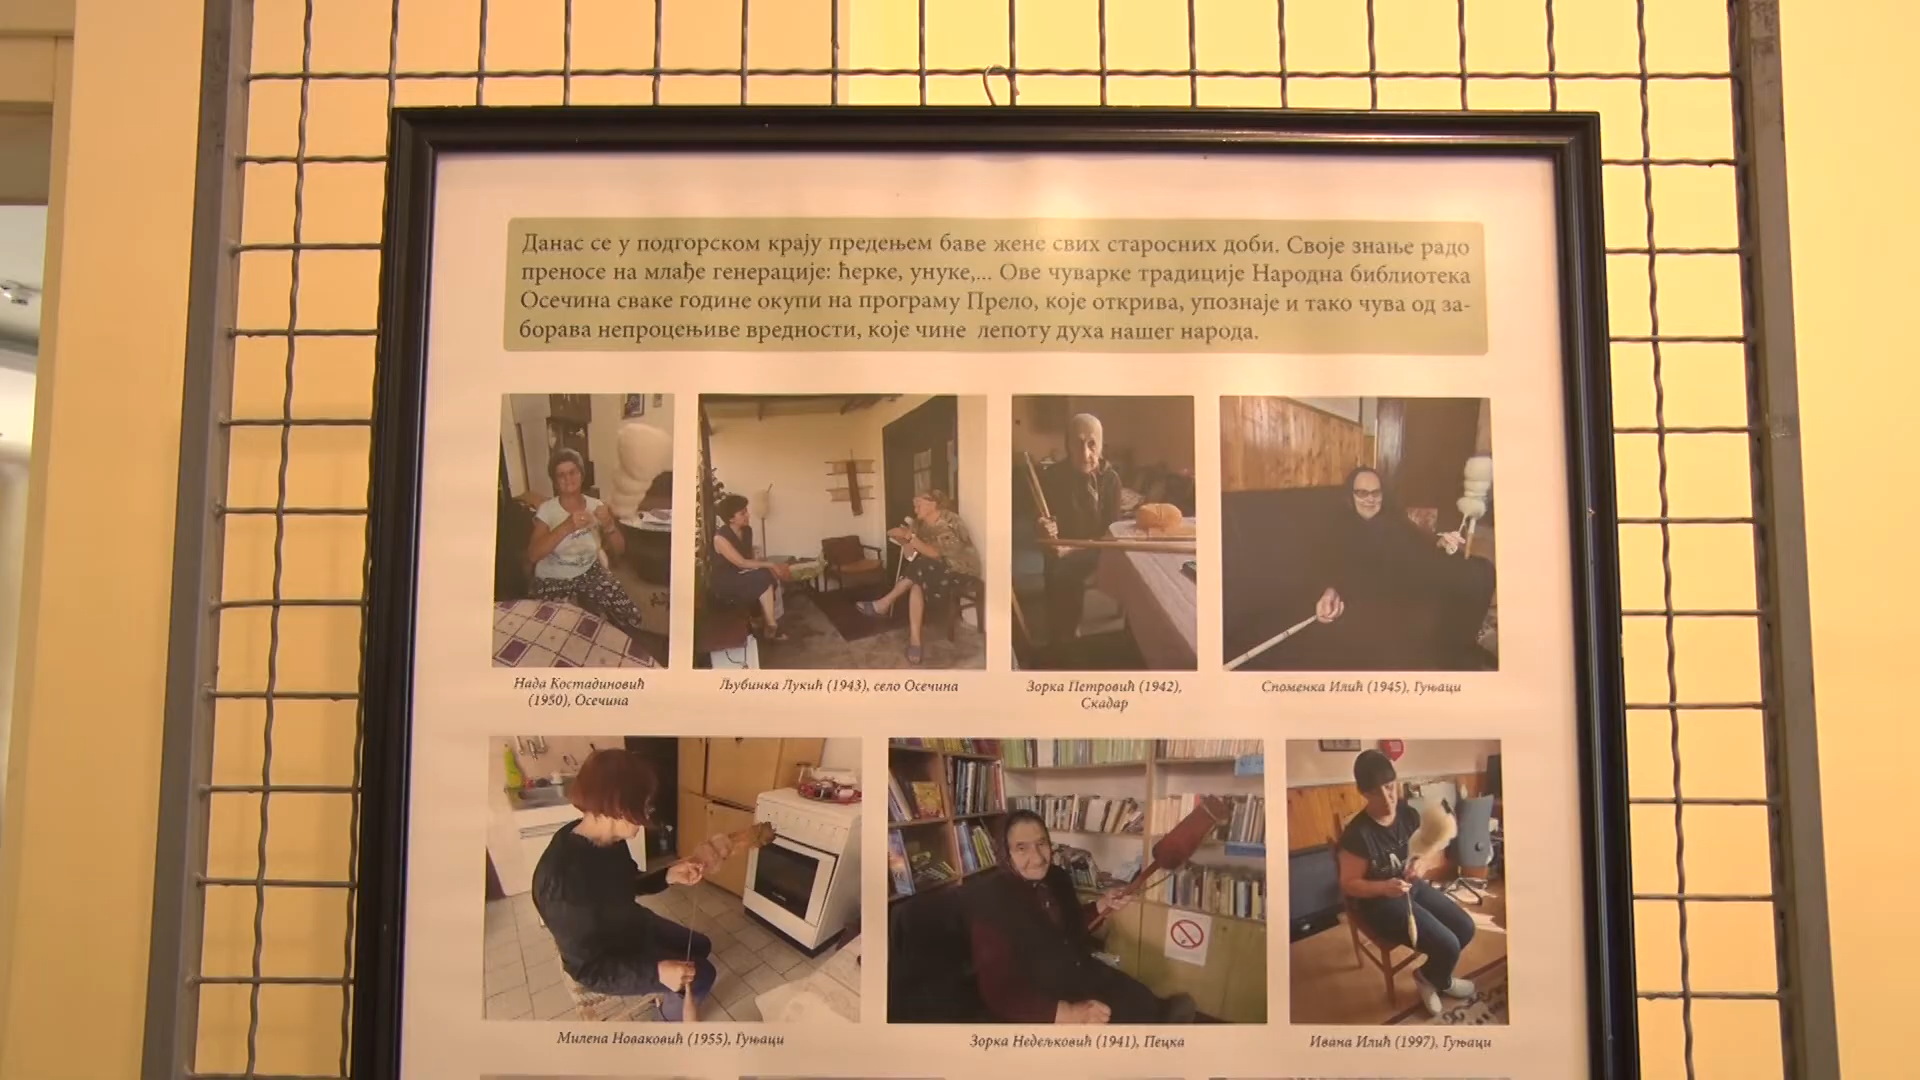 Данас се у подгорском крају предењем баве жене свих старосних доби. Своје знање радо
преносе на млађе генерације: ћерке, унуке,... Ове чуварке традиције Народна библиотека
Осечина сваке године окупи на програму Прело, које открива, упознаје и тако чува од за-
борава непроцењиве вредности, које чине лепоту духа нашег народа.
Нада Костадиновић
(1950), Осечина
Љубинка Лукић (1943), село Осечина
Зорка Петровић (1942),
Скадар
Споменка Илић (1945), Гуњаци
Милена Новаковић (1955), Гуњаци
Зорка Недељковић (1941), Пецка
Ивана Илић (1997), Гуњаци